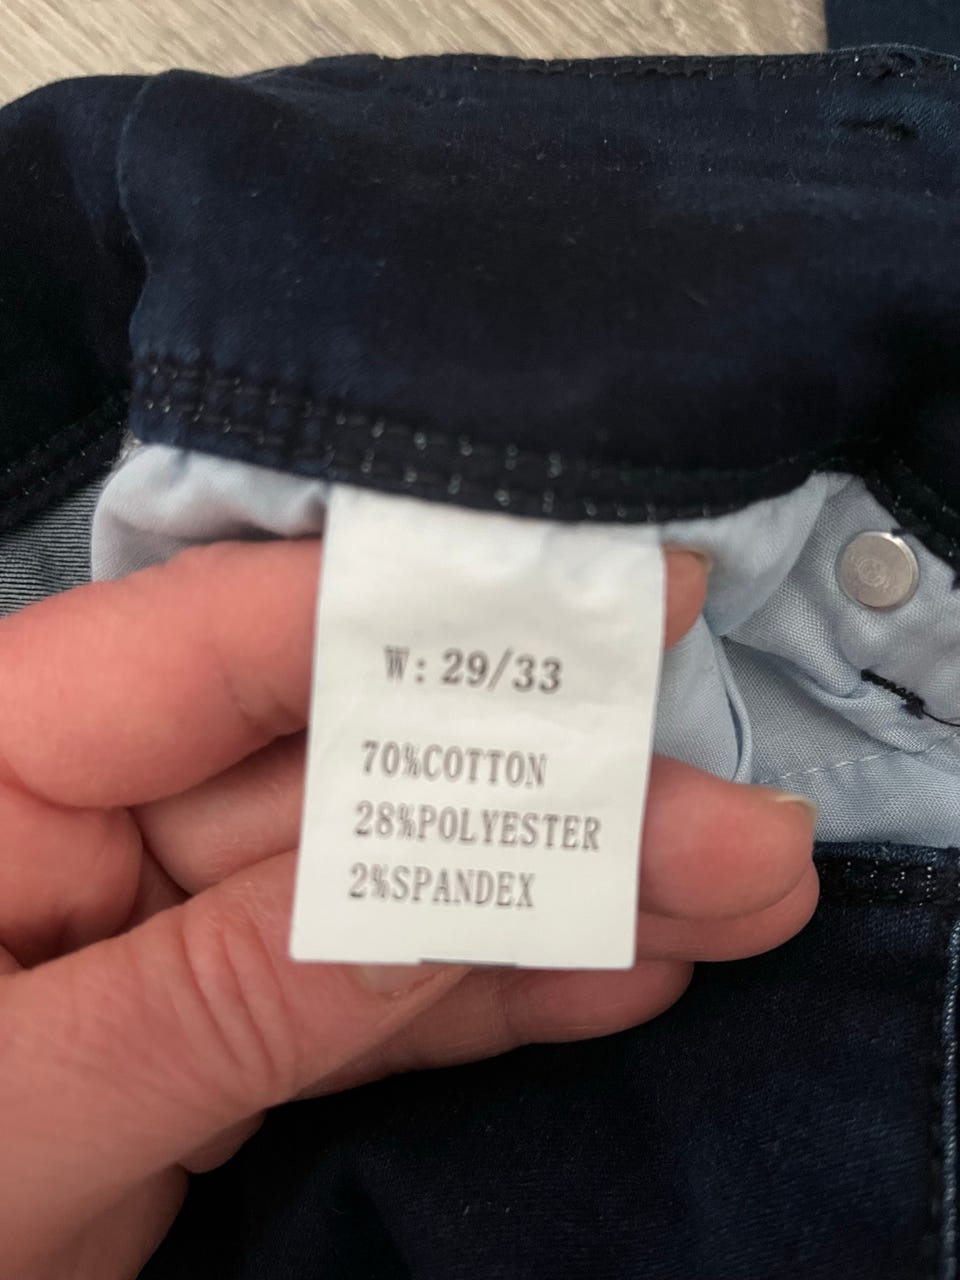 W: 29/33
70%COTTON
28%POLYESTER
2%SPANDEX